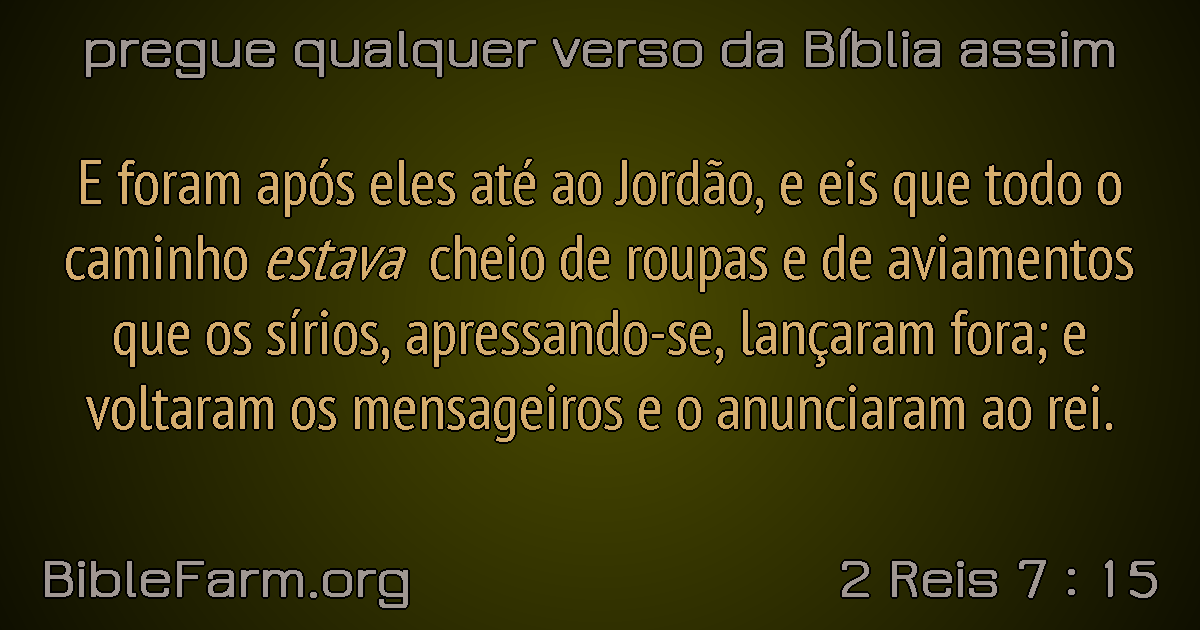 pregue qualquer verso da Bíblia assim
E foram após eles até ao Jordão, e eis que todo o
caminho estava cheio de roupas e de aviamentos
que os sírios, apressando-se, lançaram fora; e
voltaram os mensageiros e o anunciaram ao rei.
BibleFarm.org
2 Reis 7 : 15